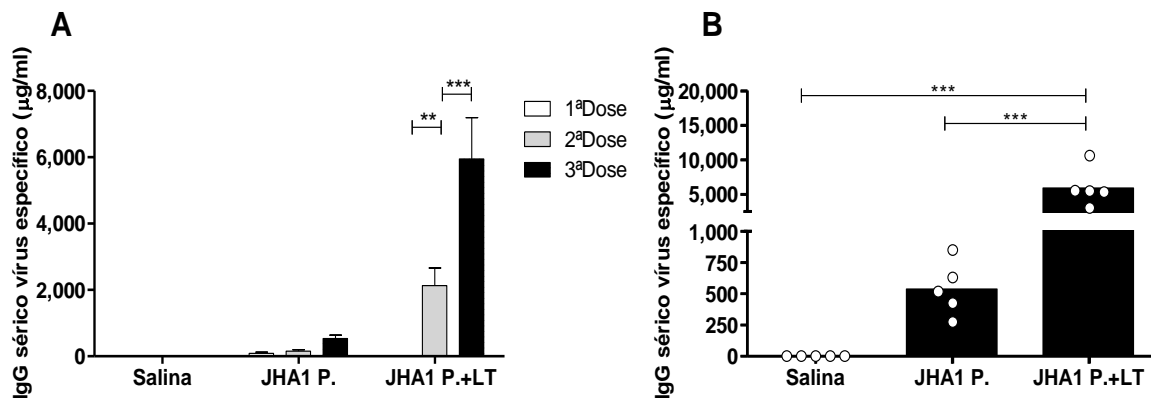 A
IgG sérico vírus específico (µg/ml)
8,000
6,000
4,000
2,000
0
***
**
1ªDose
2ªDose
3ªDose
Salina
JHA1 P.
JHA1 P.+LT
B
IgG sérico vírus específico (µg/ml)
20,000
15,000
10,000
5,000
1,000
750
500
250
0
***
***
Salina
JHA1 P.
JHA1 P.+LT